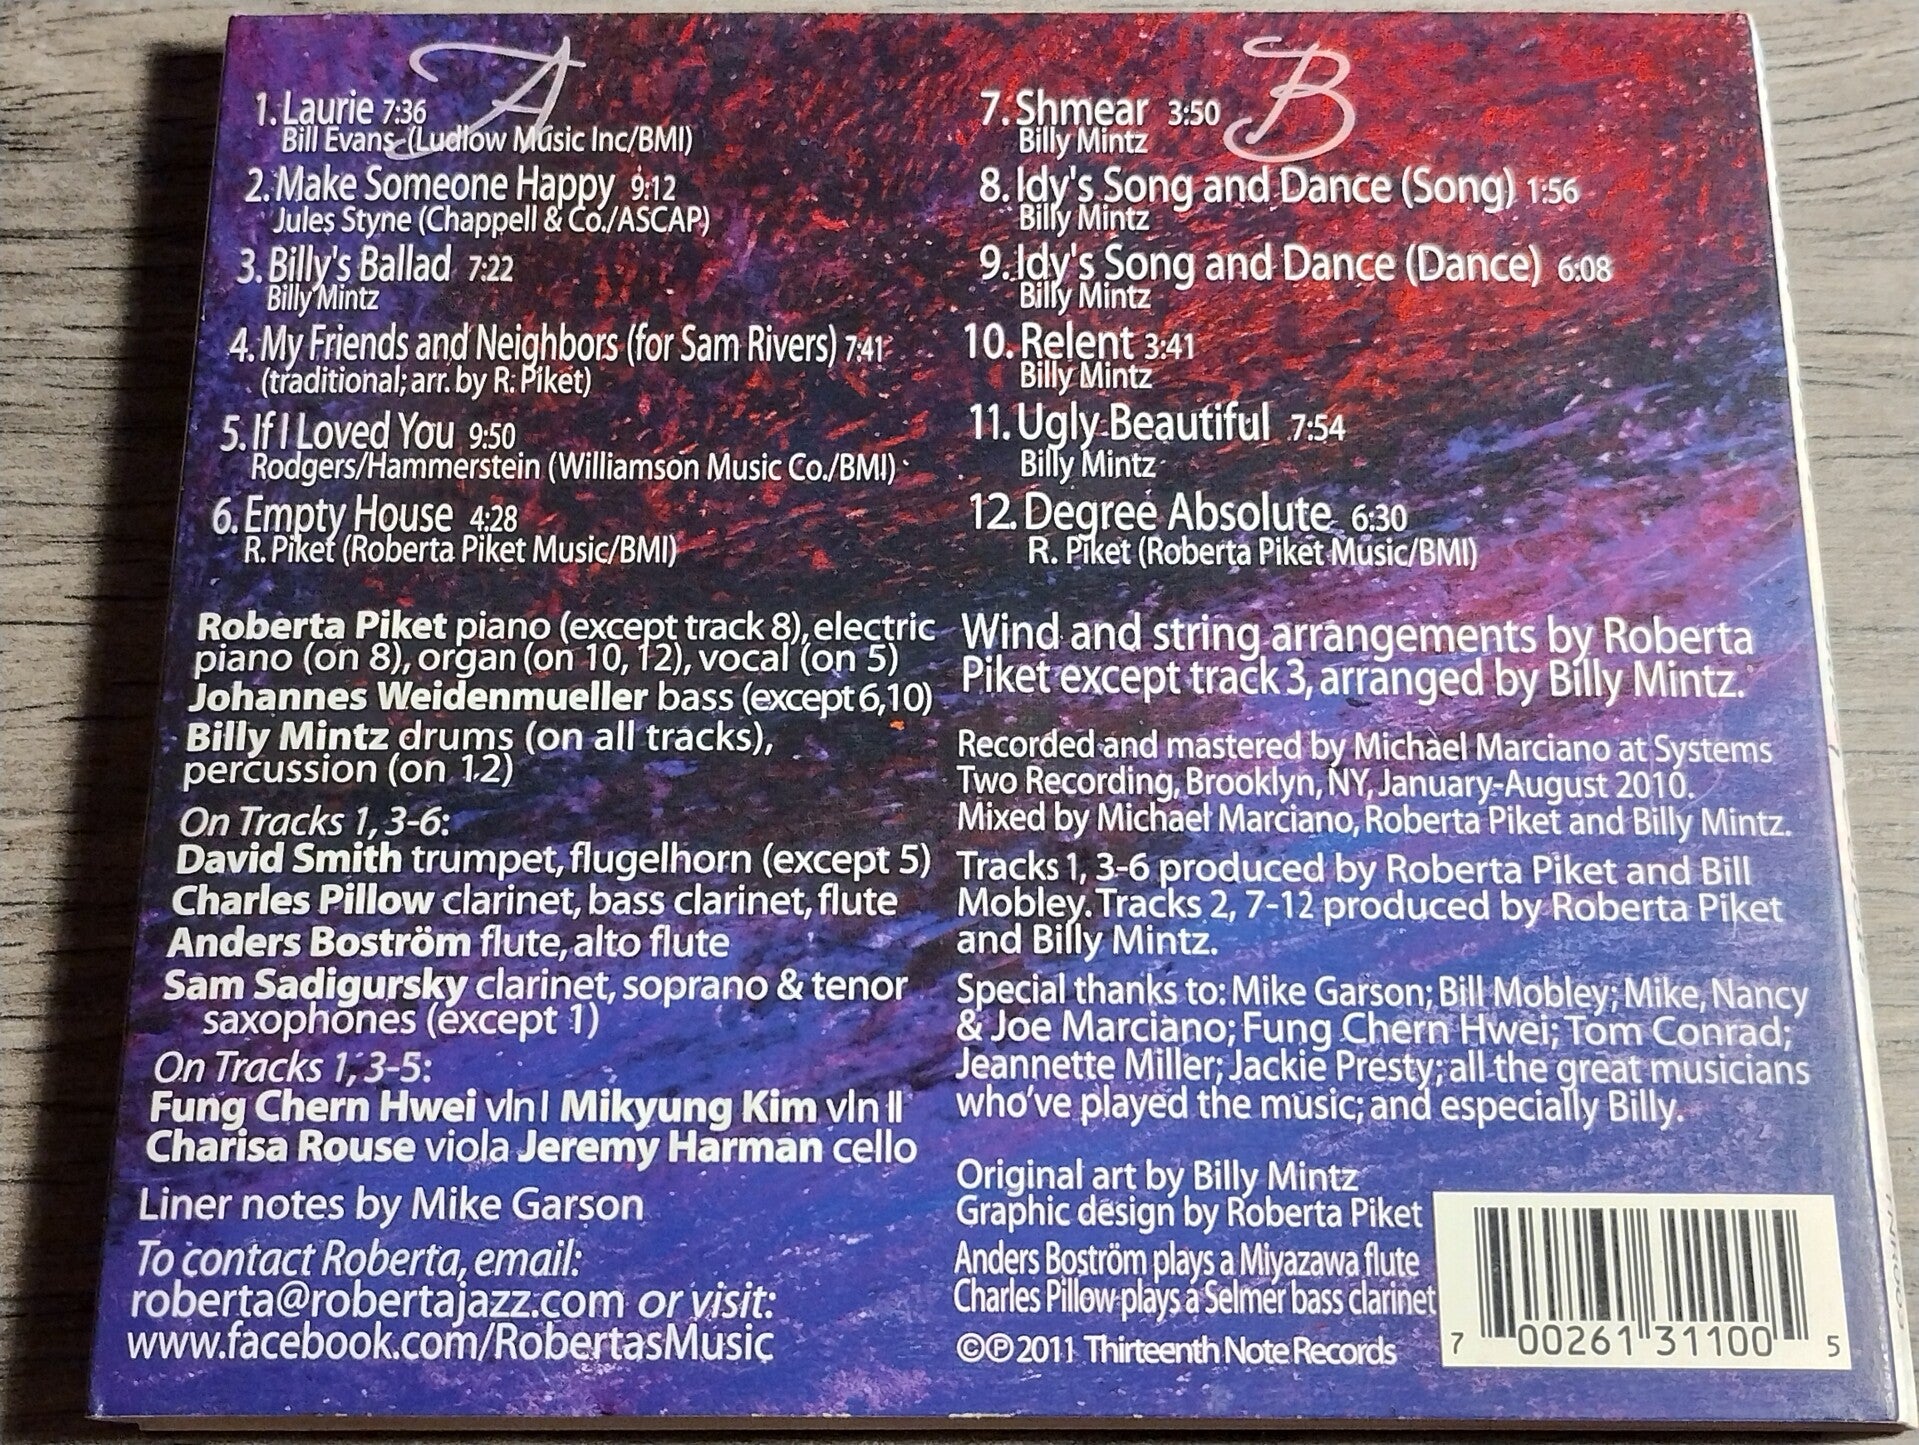 A
1. Laurie 7:36
Bill Evans (Ludlow Music Inc/BMI)
2. Make Someone Happy 9:12
Jules Styne (Chappell & Co./ASCAP)
3. Billy's Ballad 7:22
Billy Mintz
4. My Friends and Neighbors (for Sam Rivers) 7:41
(traditional; arr. by R. Piket)
5. If I Loved You 9:50
Rodgers/Hammerstein (Williamson Music Co./BMI)
6. Empty House 4:28
R. Piket (Roberta Piket Music/BMI)
B
7. Shmear 3:50
Billy Mintz
8. Idy's Song and Dance (Song) 1:56
Billy Mintz
9. Idy's Song and Dance (Dance) 6:08
Billy Mintz
10. Relent 3:41
Billy Mintz
11. Ugly Beautiful 7:54
Billy Mintz
12. Degree Absolute 6:30
R. Piket (Roberta Piket Music/BMI)
Roberta Piket piano (except track 8), electric
piano (on 8), organ (on 10, 12), vocal (on 5)
Johannes Weidenmueller bass (except 6,10)
Billy Mintz drums (on all tracks),
percussion (on 12)
On Tracks 1, 3-6:
David Smith trumpet, flugelhorn (except 5)
Charles Pillow clarinet, bass clarinet, flute
Anders Boström flute, alto flute
Sam Sadigursky clarinet, soprano & tenor
saxophones (except 1)
On Tracks 1, 3-5:
Fung Chern Hwei vln I Mikyung Kim vln II
Charisa Rouse viola Jeremy Harman cello
Liner notes by Mike Garson
To contact Roberta, email:
roberta@robertajazz.com or visit:
www.facebook.com/RobertasMusic
Wind and string arrangements by Roberta
Piket except track 3, arranged by Billy Mintz.
Recorded and mastered by Michael Marciano at Systems
Two Recording, Brooklyn, NY, January-August 2010.
Mixed by Michael Marciano, Roberta Piket and Billy Mintz.
Tracks 1, 3-6 produced by Roberta Piket and Bill
Mobley. Tracks 2, 7-12 produced by Roberta Piket
and Billy Mintz.
Special thanks to: Mike Garson; Bill Mobley; Mike, Nancy
& Joe Marciano; Fung Chern Hwei; Tom Conrad;
Jeannette Miller; Jackie Presty; all the great musicians
who've played the music; and especially Billy.
Original art by Billy Mintz
Graphic design by Roberta Piket
Anders Boström plays a Miyazawa flute
Charles Pillow plays a Selmer bass clarinet
©℗ 2011 Thirteenth Note Records
7 00261 31100 5